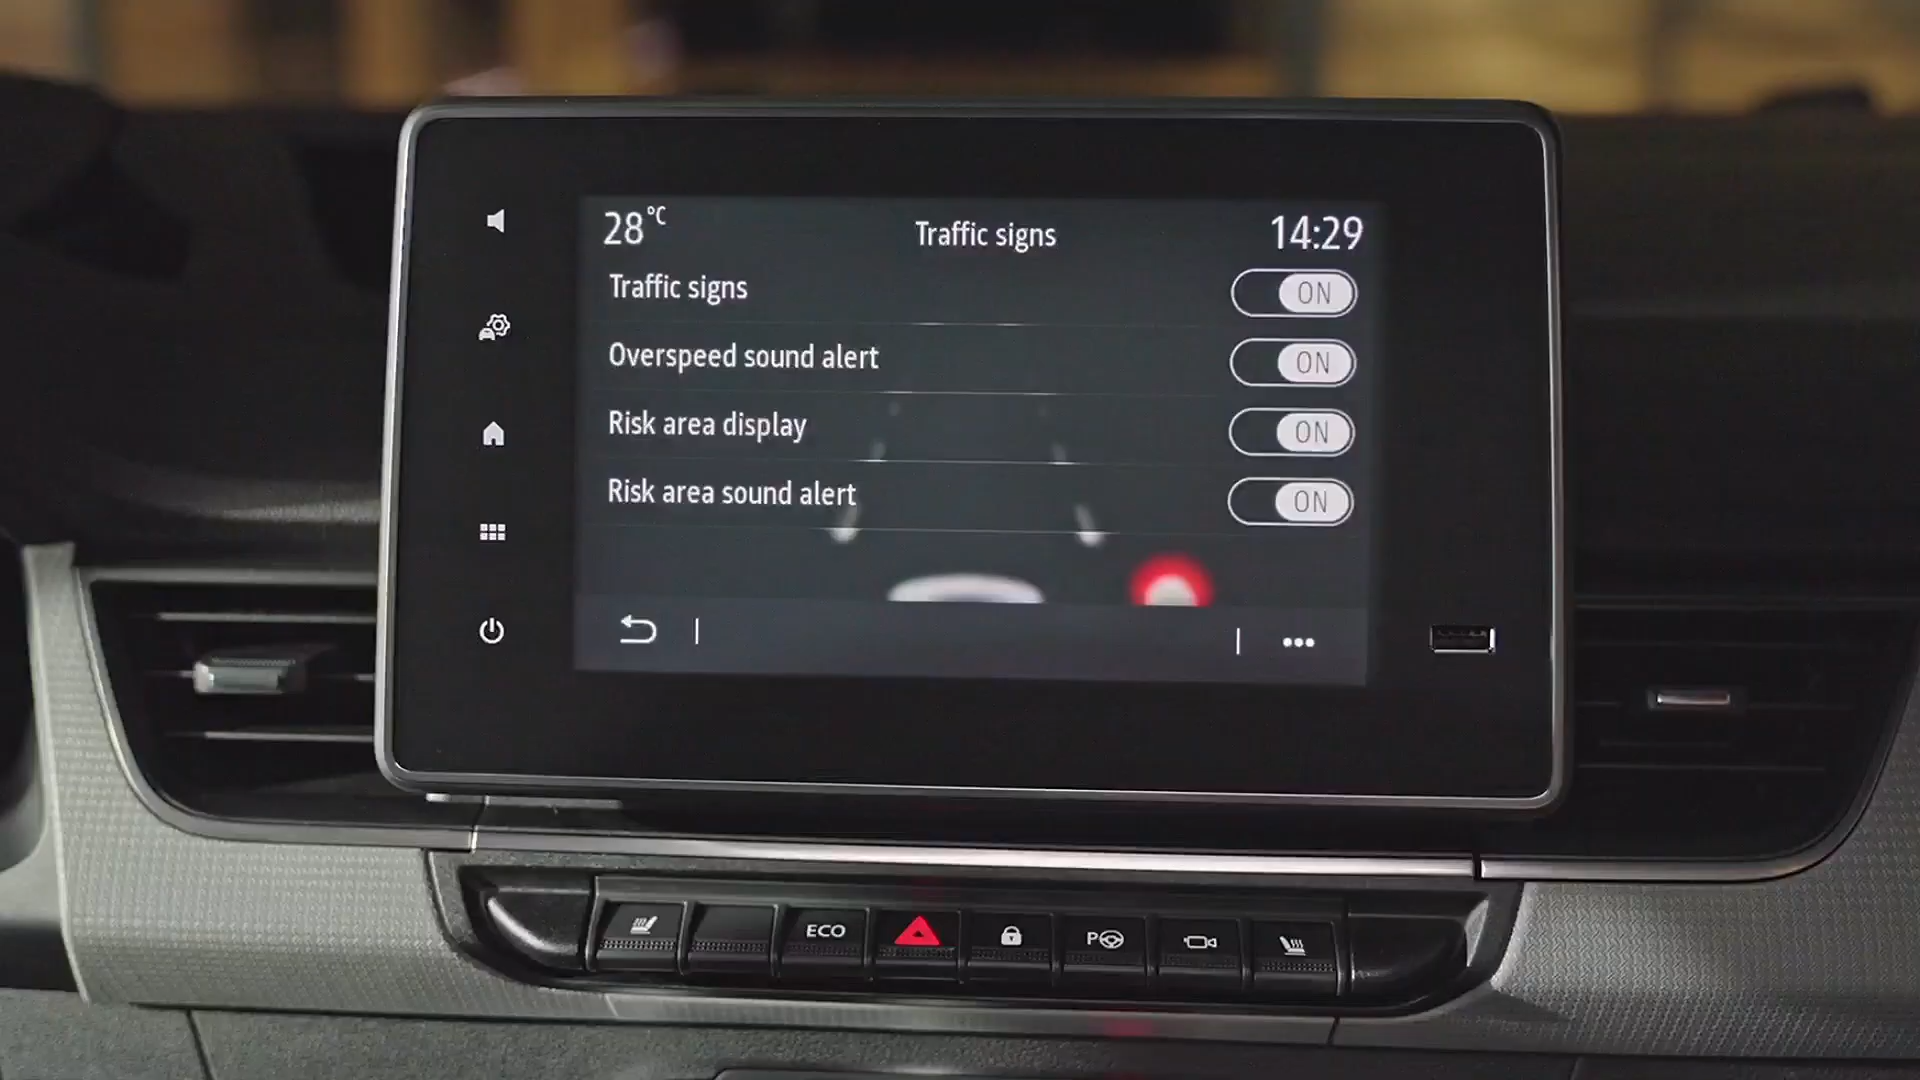 28°C Traffic signs 14:29
Traffic signs ON
Overspeed sound alert ON
Risk area display ON
Risk area sound alert ON
ECO
P